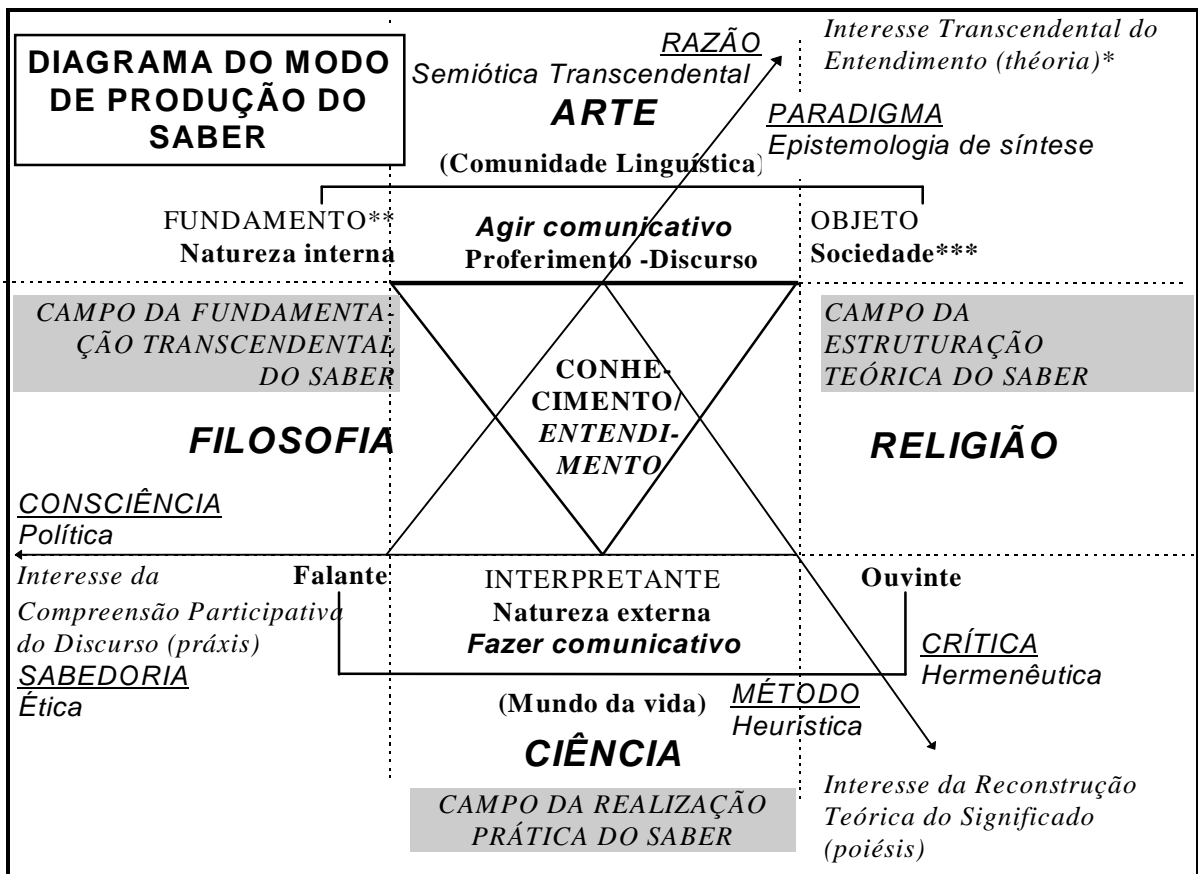 DIAGRAMA DO MODO
DE PRODUÇÃO DO
SABER
RAZÃO
Semiótica Transcendental
ARTE
(Comunidade Linguística)
Interesse Transcendental do
Entendimento (théoria)*
PARADIGMA
Epistemologia de síntese
FUNDAMENTO**
Natureza interna
Agir comunicativo
Proferimento -Discurso
OBJETO
Sociedade***
CAMPO DA FUNDAMENTA-
ÇÃO TRANSCENDENTAL
DO SABER
CONHE-
CIMENTO/
ENTENDI-
MENTO
CAMPO DA
ESTRUTURAÇÃO
TEÓRICA DO SABER
FILOSOFIA
RELIGIÃO
CONSCIÊNCIA
Política
Interesse da
Compreensão Participativa
do Discurso (práxis)
SABEDORIA
Ética
Falante
INTERPRETANTE
Natureza externa
Fazer comunicativo
Ouvinte
CRÍTICA
Hermenêutica
(Mundo da vida)
MÉTODO
Heurística
CIÊNCIA
CAMPO DA REALIZAÇÃO
PRÁTICA DO SABER
Interesse da Reconstrução
Teórica do Significado
(poiésis)